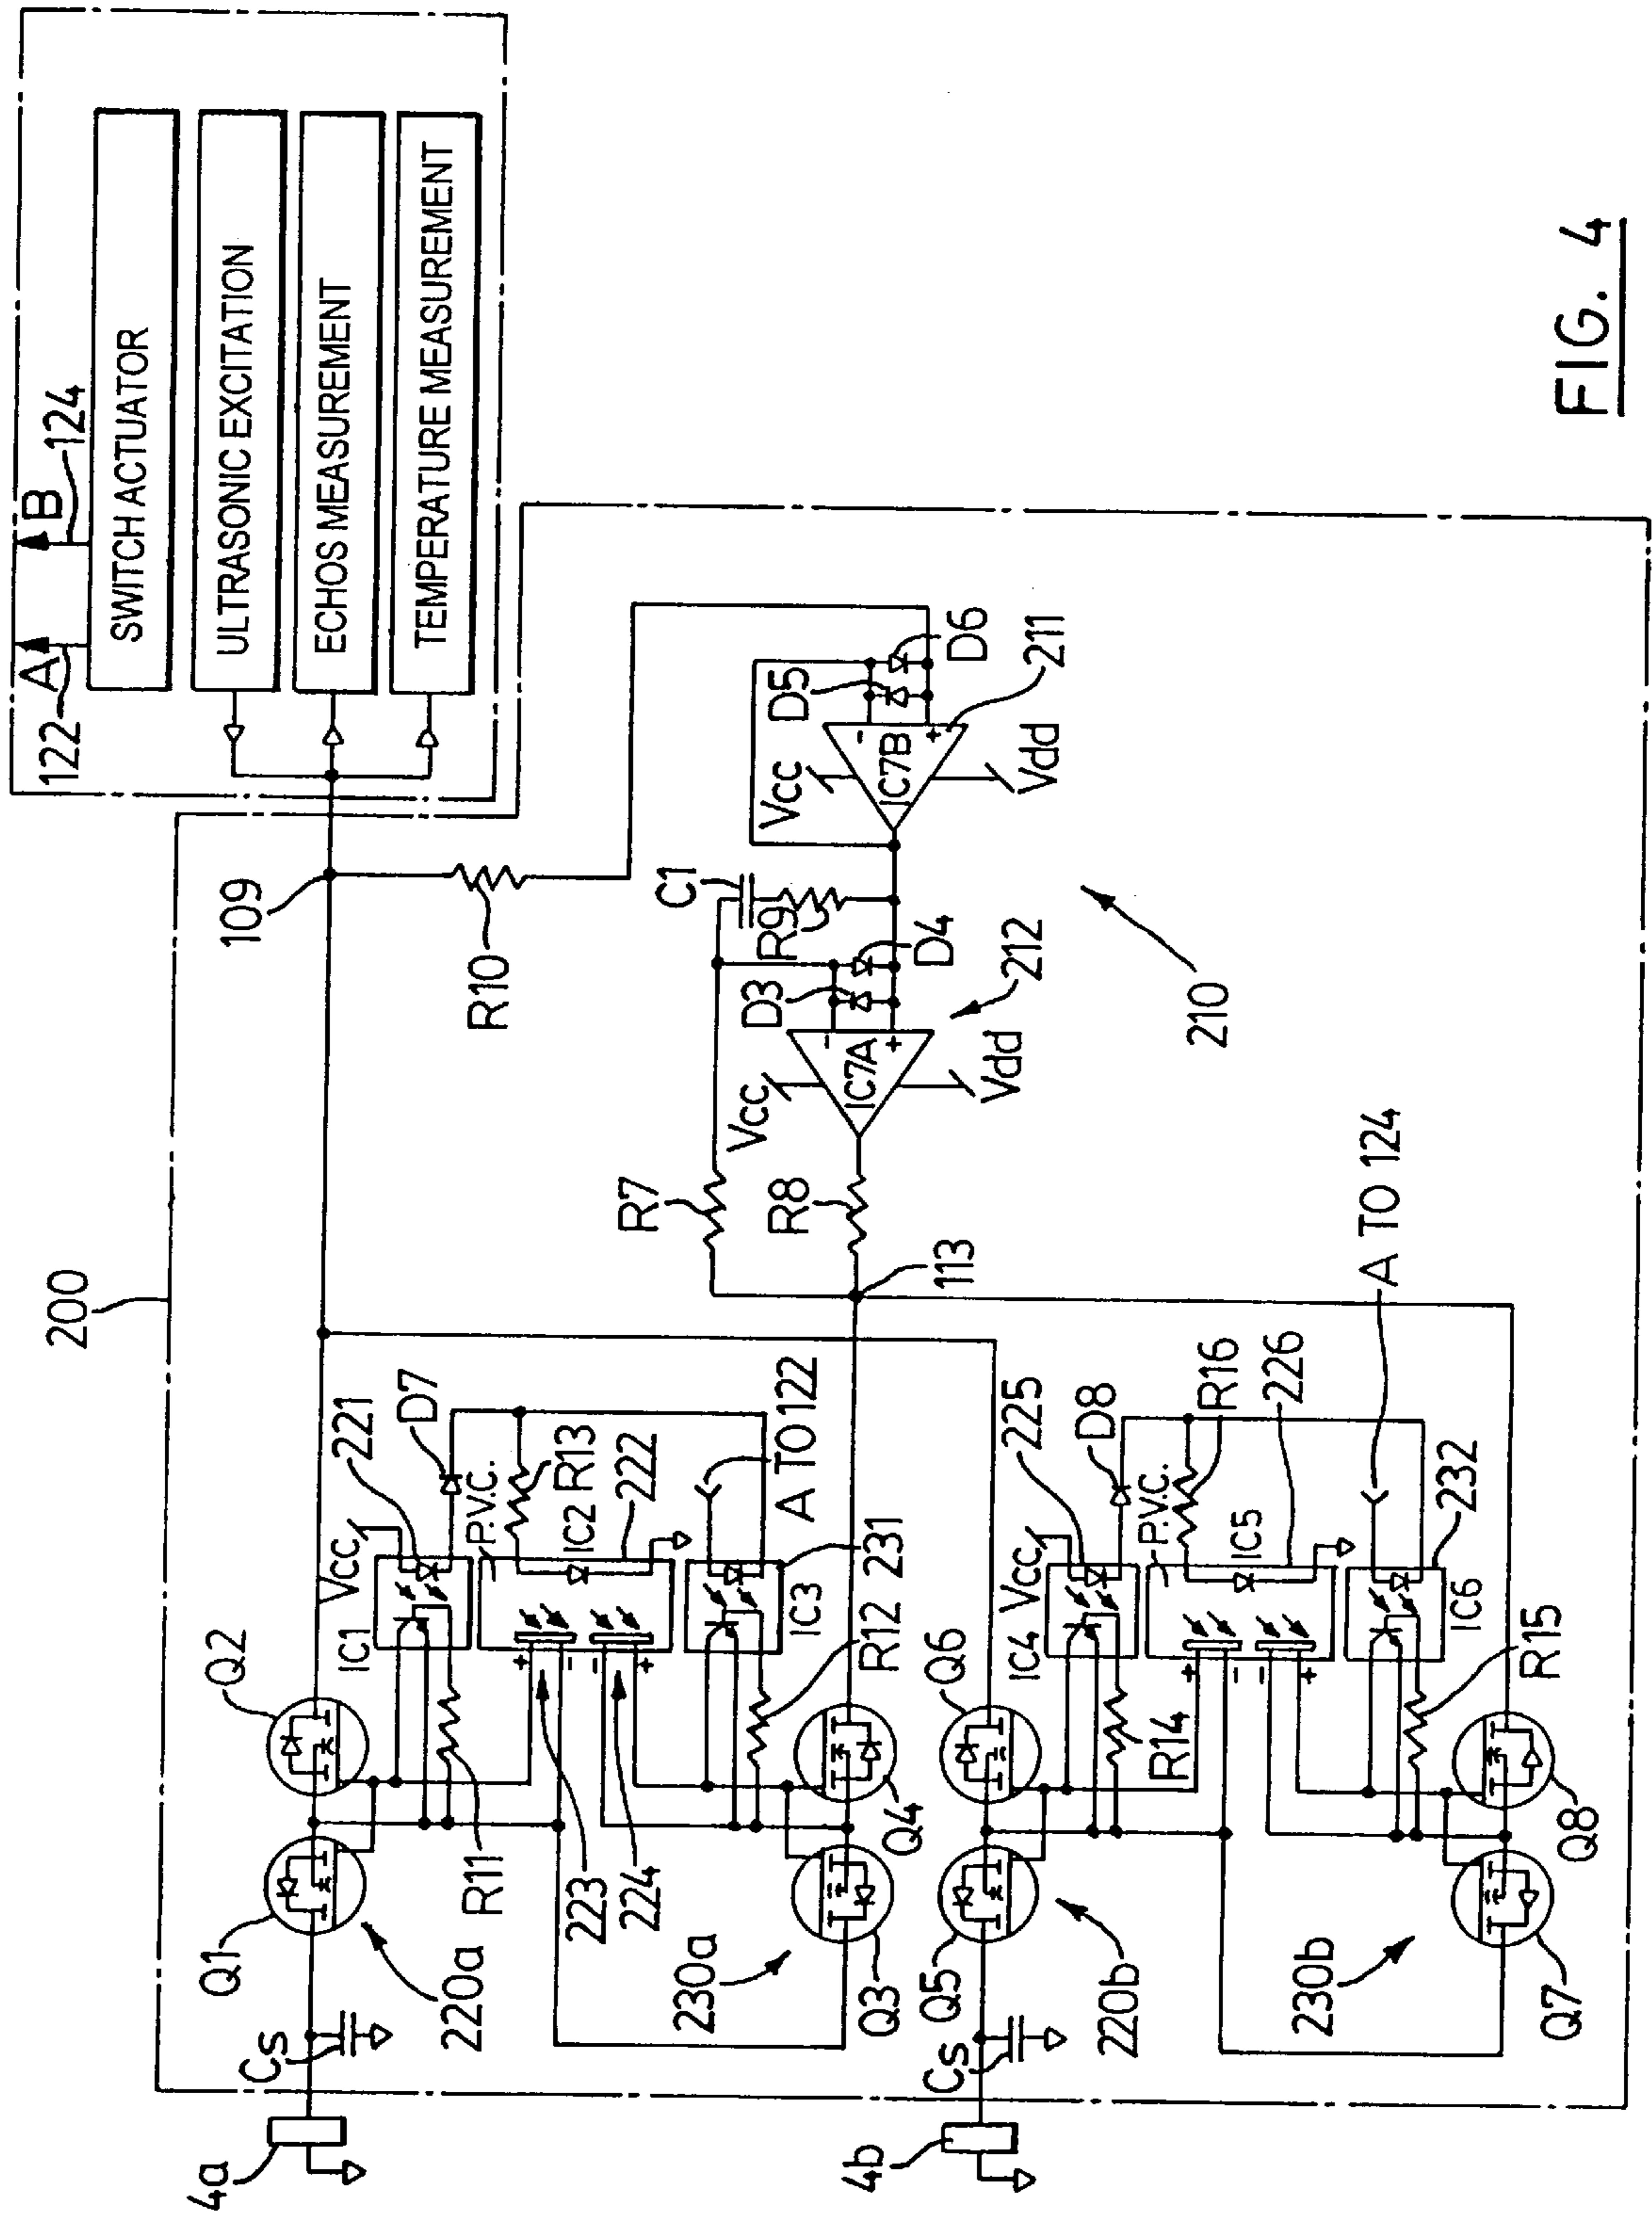 A
122
B
124
SWITCH ACTUATOR
ULTRASONIC EXCITATION
ECHOS MEASUREMENT
TEMPERATURE MEASUREMENT
200
109
R10
Q1
Q2
220a
Cs
4a
IC1
Vcc
221
D7
R11
P.V.C.
IC2
R13
222
223
224
A TO 122
231
IC3
R12
230a
Q3
Q4
R7
R8
113
C1
R9
D3
D4
212
Vcc
IC7A
Vdd
- +
D5
D6
211
Vcc
IC7B
Vdd
- +
210
Cs
4b
Q5
Q6
220b
IC4
Vcc
225
D8
R14
P.V.C.
IC5
R16
226
+ - - +
+ - - +
A TO 124
232
IC6
R15
230b
Q7
Q8
FIG. 4